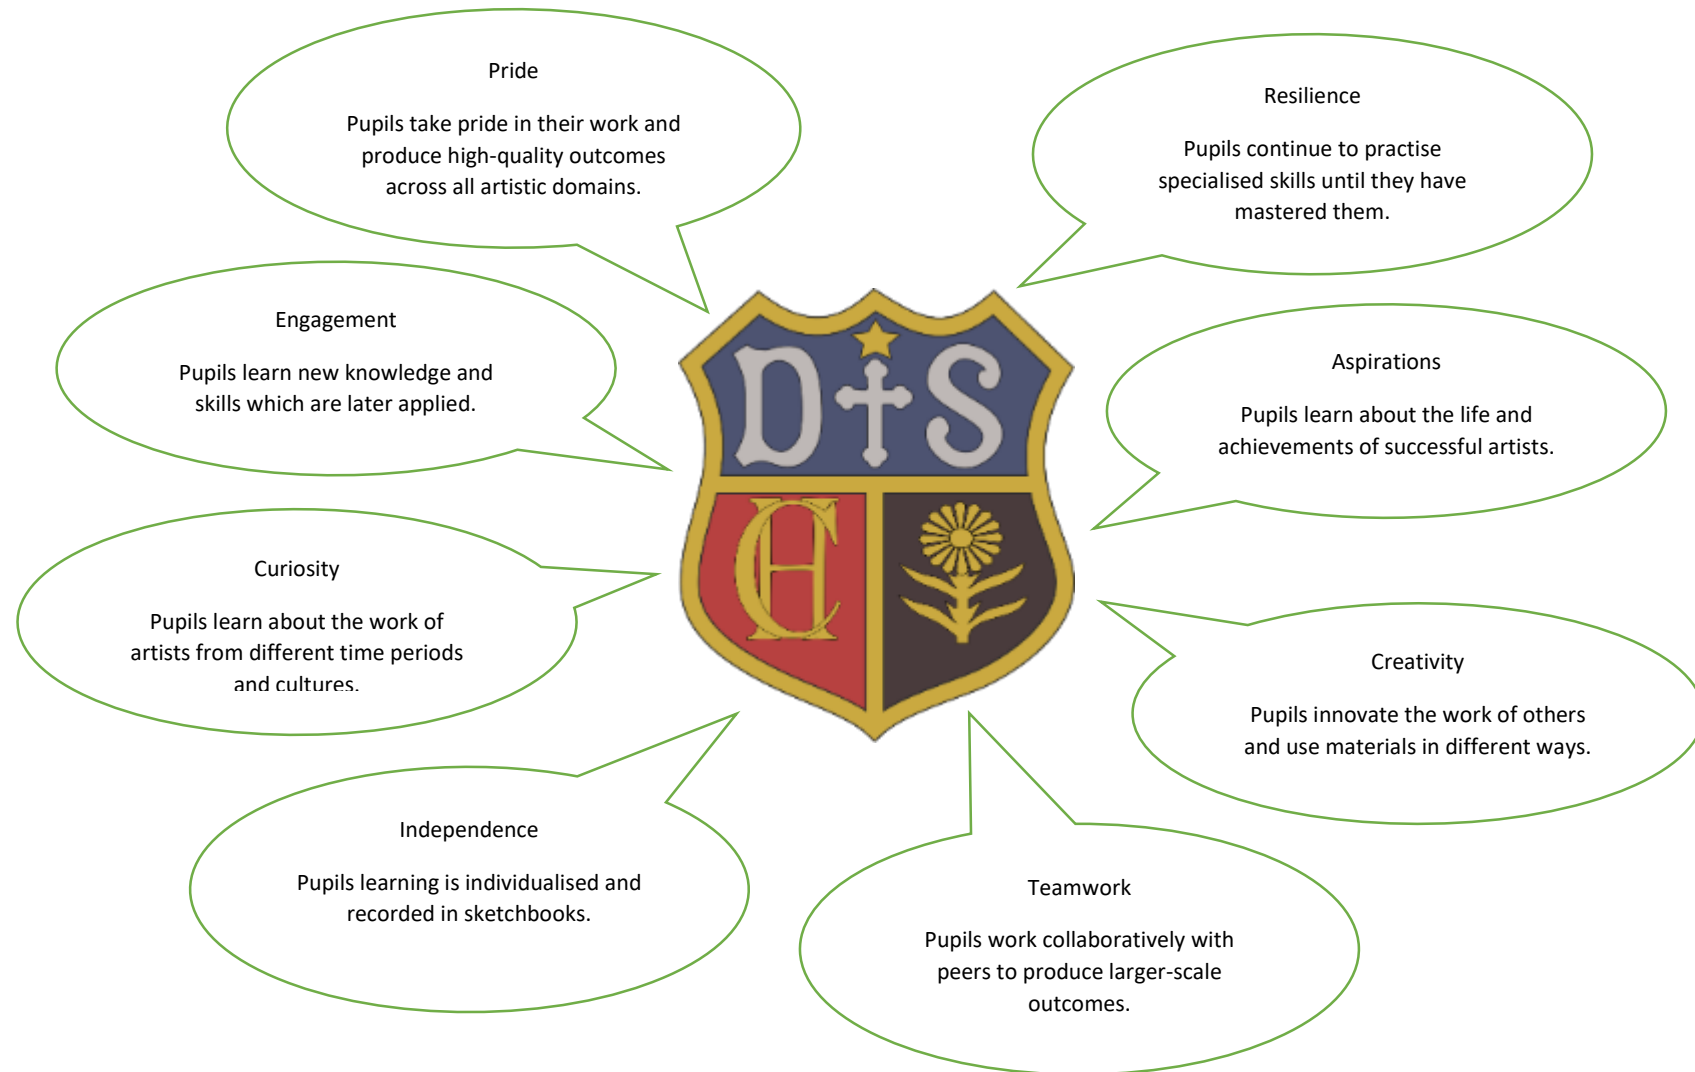 Pride
Pupils take pride in their work and
produce high-quality outcomes
across all artistic domains.
Resilience
Pupils continue to practise
specialised skills until they have
mastered them.
Engagement
Pupils learn new knowledge and
skills which are later applied.
Aspirations
Pupils learn about the life and
achievements of successful artists.
D S
CH
Curiosity
Pupils learn about the work of
artists from different time periods
and cultures.
Creativity
Pupils innovate the work of others
and use materials in different ways.
Independence
Pupils learning is individualised and
recorded in sketchbooks.
Teamwork
Pupils work collaboratively with
peers to produce larger-scale
outcomes.